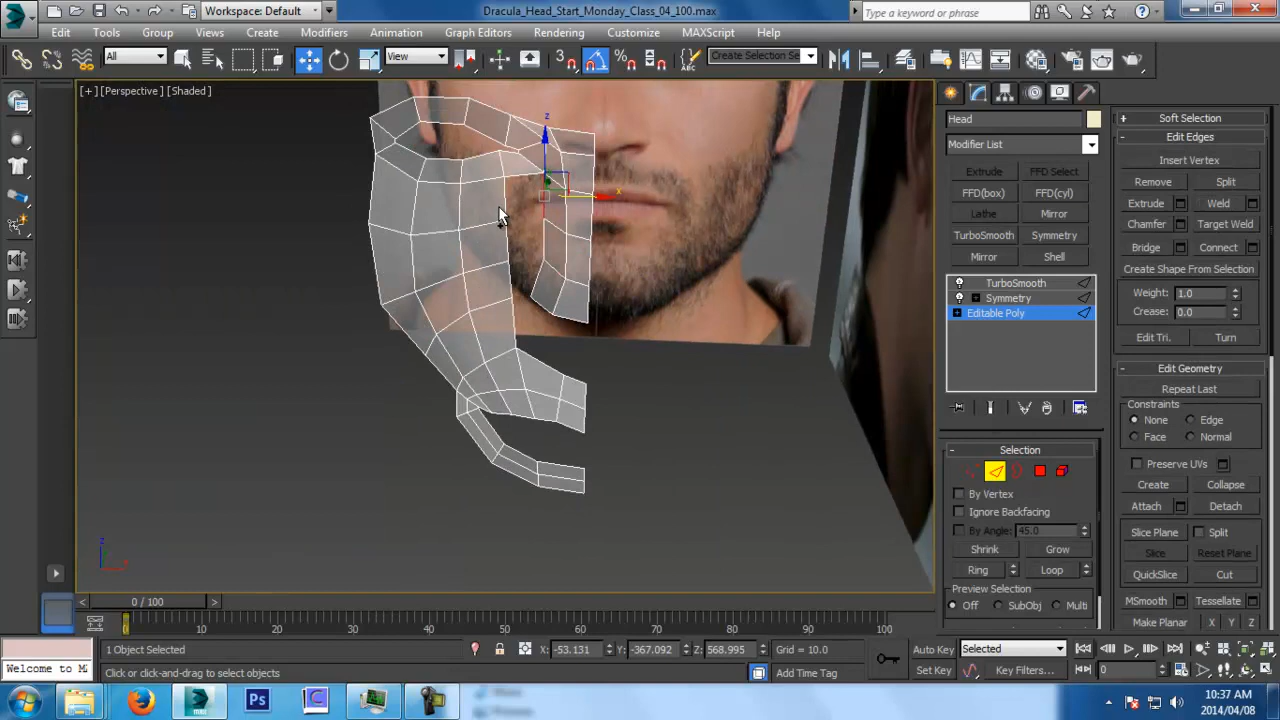 Workspace: Default
Dracula_Head_Start_Monday_Class_04_100.max
Type a keyword or phrase
Edit Tools Group Views Create Modifiers Animation Graph Editors Rendering Customize MAXScript Help
All
View
3
%
ABC
Create Selection Se
[+] [Perspective] [Shaded]
z
x
Head
Modifier List
Extrude FFD Select
FFD(box) FFD(cyl)
Lathe Mirror
TurboSmooth Symmetry
Mirror Shell
TurboSmooth
Symmetry
Editable Poly
Selection
By Vertex
Ignore Backfacing
By Angle: 45.0
Shrink Grow
Ring Loop
Preview Selection
Off SubObj Multi
Soft Selection
Edit Edges
Insert Vertex
Remove Split
Extrude Weld
Chamfer Target Weld
Bridge Connect
Create Shape From Selection
Weight: 1.0
Crease: 0.0
Edit Tri. Turn
Edit Geometry
Repeat Last
Constraints
None Edge
Face Normal
Preserve UVs
Create Collapse
Attach Detach
Slice Plane Split
Slice Reset Plane
QuickSlice Cut
MSmooth Tessellate
Make Planar X Y Z
z
x
0 / 100
0 10 20 30 40 50 60 70 80 90 100
1 Object Selected
X: -53.131 Y: -367.092 Z: 568.995 Grid = 10.0
Auto Key Selected
Welcome to M
Click or click-and-drag to select objects
Add Time Tag
Set Key Key Filters...
0
Ps
10:37 AM
2014/04/08